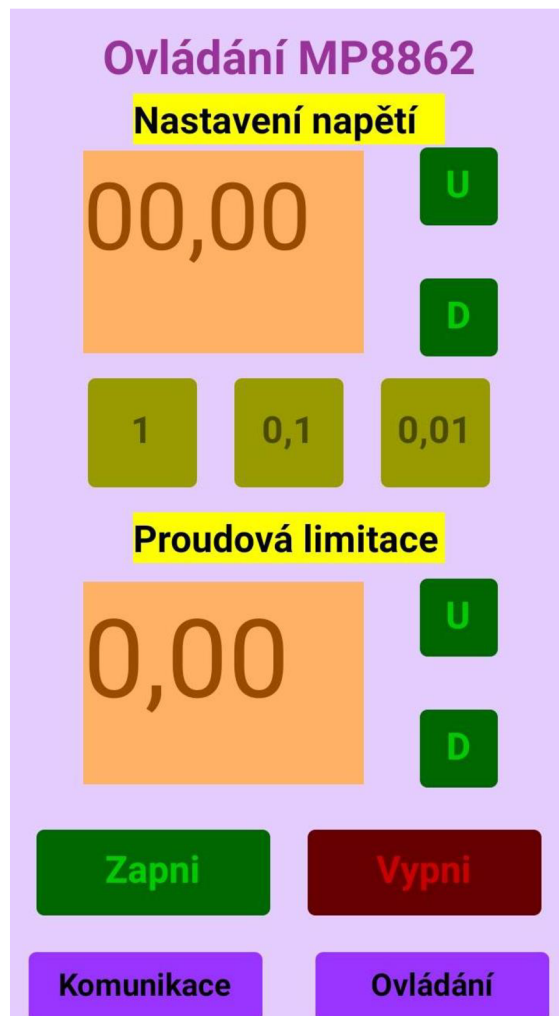 Ovládání MP8862
Nastavení napětí
00,00
U
D
1 0,1 0,01
Proudová limitace
0,00
U
D
Zapni Vypni
Komunikace Ovládání